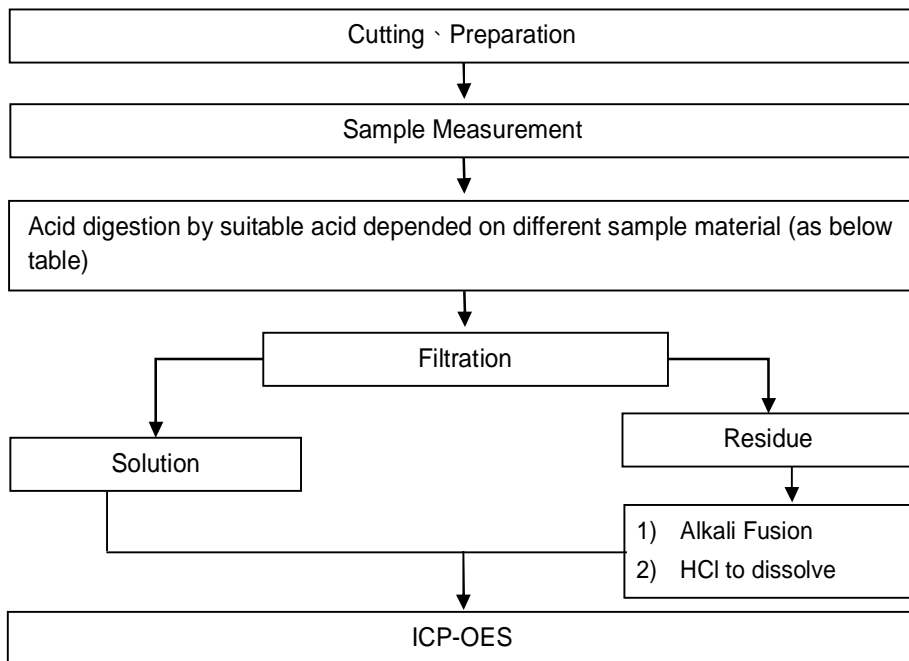 Cutting、Preparation
Sample Measurement
Acid digestion by suitable acid depended on different sample material (as below
table)
Filtration
Solution
Residue
1) Alkali Fusion
2) HCl to dissolve
ICP-OES